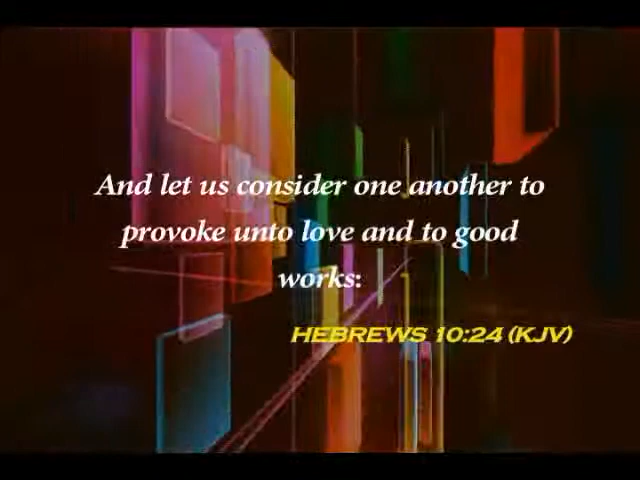 And let us consider one another to
provoke unto love and to good
works:
HEBREWS 10:24 (KJV)